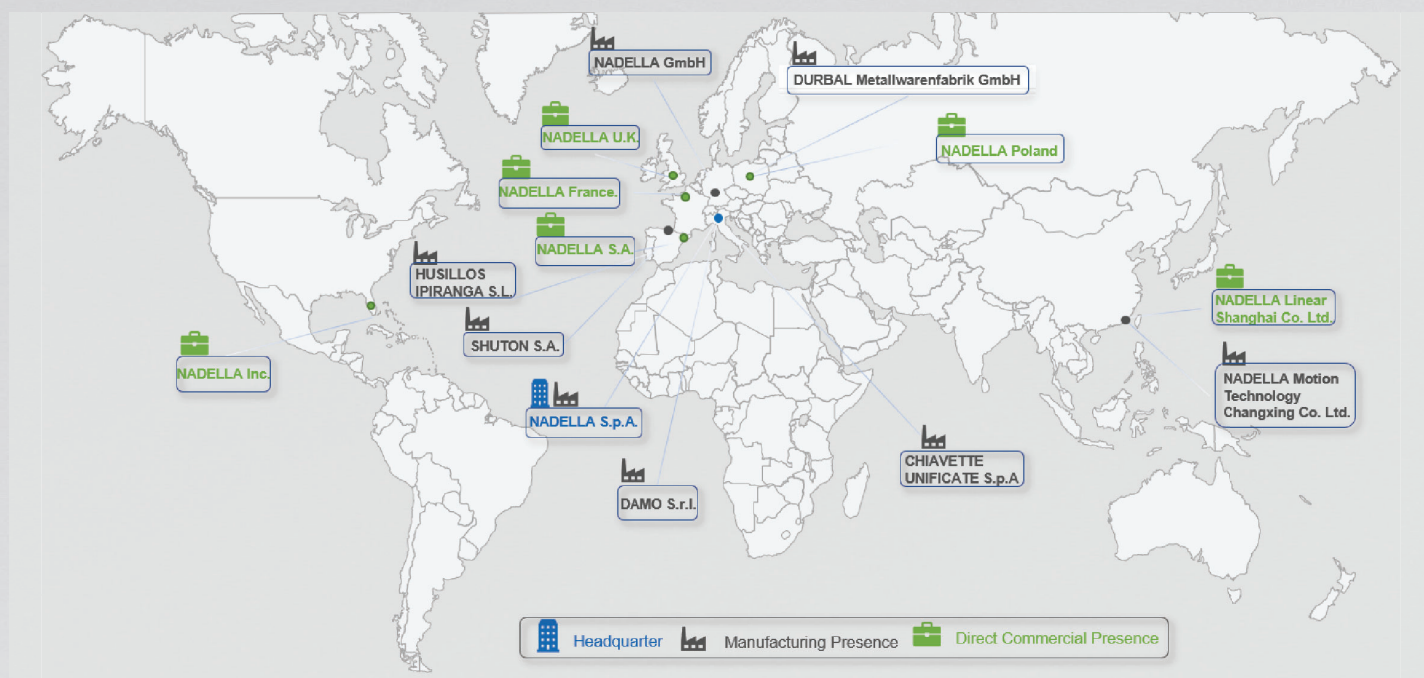 NADELLA GmbH
DURBAL Metallwarenfabrik GmbH
NADELLA U.K.
NADELLA Poland
NADELLA France.
NADELLA S.A.
HUSILLOS
IPIRANGA S.L.
NADELLA Linear
Shanghai Co. Ltd.
SHUTON S.A.
NADELLA Inc.
NADELLA Motion
Technology
Changxing Co. Ltd.
NADELLA S.p.A.
CHIAVETTE
UNIFICATE S.p.A
DAMO S.r.l.
Headquarter
Manufacturing Presence
Direct Commercial Presence